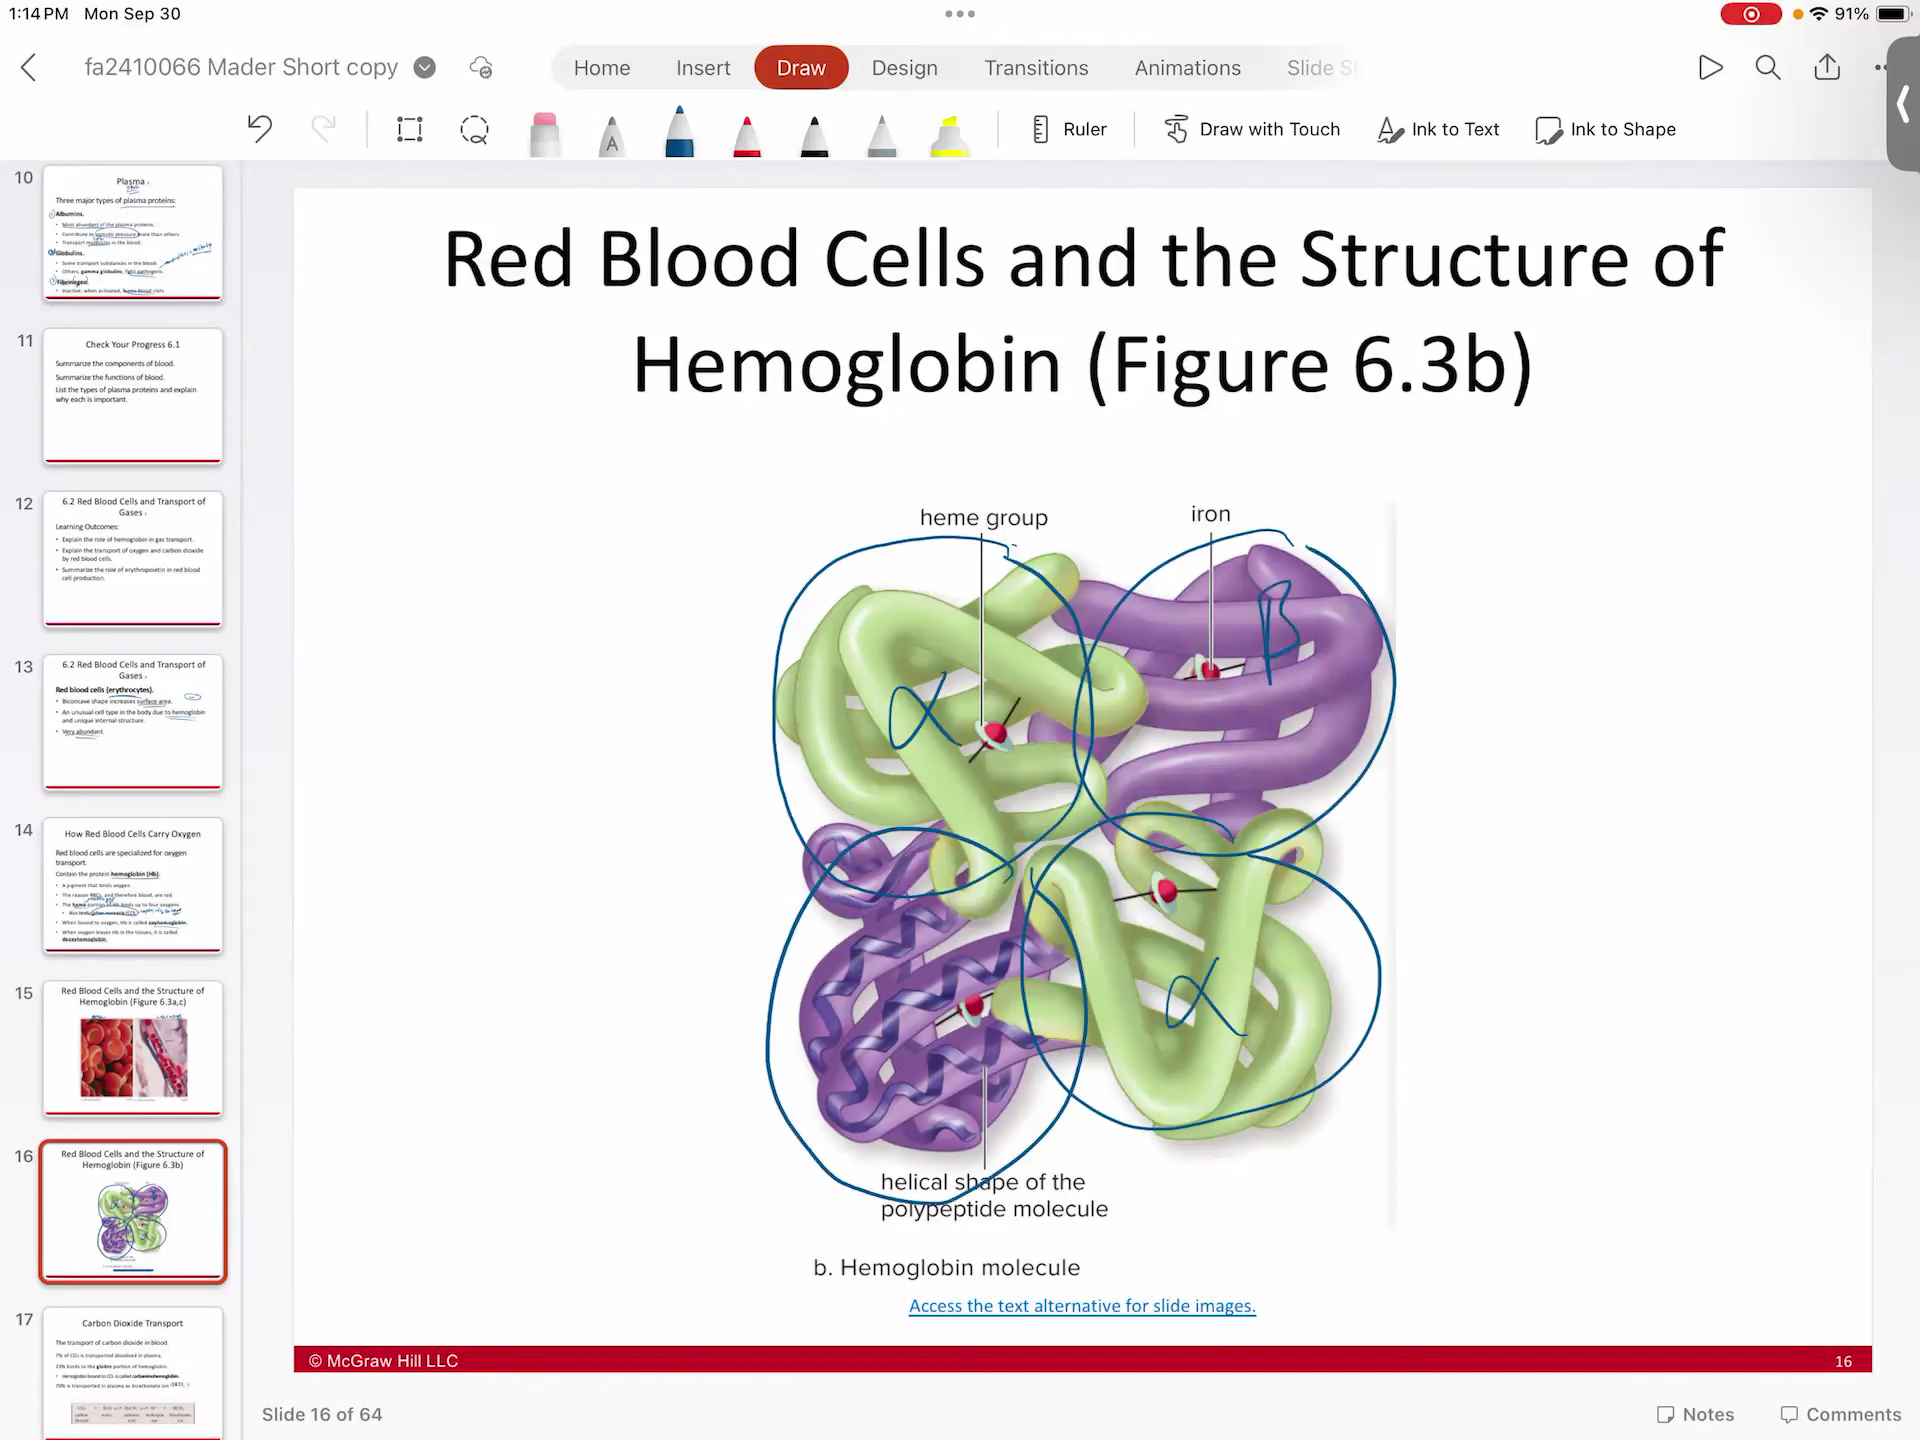 1:14 PM Mon Sep 30
91%
fa2410066 Mader Short copy
Home Insert Draw Design Transitions Animations Slide Sh
A Ruler Draw with Touch Ink to Text Ink to Shape
10
Plasma
Three major types of plasma proteins:
Albumins.
• Most abundant of the plasma proteins.
• Contribute to osmotic pressure more than others.
• Transport molecules in the blood.
Globulins.
• Some transport substances in the blood.
• Others, gamma globulins, fight pathogens.
Fibrinogen.
• Inactive; when activated, forms blood clots
11
Check Your Progress 6.1
Summarize the components of blood.
Summarize the functions of blood.
List the types of plasma proteins and explain
why each is important.
12
6.2 Red Blood Cells and Transport of
Gases
Learning Outcomes:
• Explain the role of hemoglobin in gas transport.
• Explain the transport of oxygen and carbon dioxide
by red blood cells.
• Summarize the role of erythropoietin in red blood
cell production.
13
6.2 Red Blood Cells and Transport of
Gases
Red blood cells (erythrocytes).
• Biconcave shape increases surface area.
• An unusual cell type in the body due to hemoglobin
and unique internal structure.
• Very abundant.
14
How Red Blood Cells Carry Oxygen
Red blood cells are specialized for oxygen
transport.
Contain the protein hemoglobin (Hb).
• A pigment that binds oxygen
• The reason RBCs, and therefore blood, are red.
• The heme portion of Hb binds up to four oxygens.
• When bound to oxygen, Hb is called oxyhemoglobin.
• When oxygen leaves Hb in the tissues, it is called
deoxyhemoglobin.
15
Red Blood Cells and the Structure of
Hemoglobin (Figure 6.3a,c)
16
Red Blood Cells and the Structure of
Hemoglobin (Figure 6.3b)
17
Carbon Dioxide Transport
The transport of carbon dioxide in blood.
7% of CO₂ is transported dissolved in plasma.
23% binds to the globin portion of hemoglobin.
• Hemoglobin bound to CO₂ is called carbaminohemoglobin.
70% is transported in plasma as bicarbonate ion (HCO₃⁻)
Red Blood Cells and the Structure of
Hemoglobin (Figure 6.3b)
heme group
iron
β
α
α
helical shape of the
polypeptide molecule
b. Hemoglobin molecule
Access the text alternative for slide images.
© McGraw Hill LLC
16
Slide 16 of 64
Notes Comments